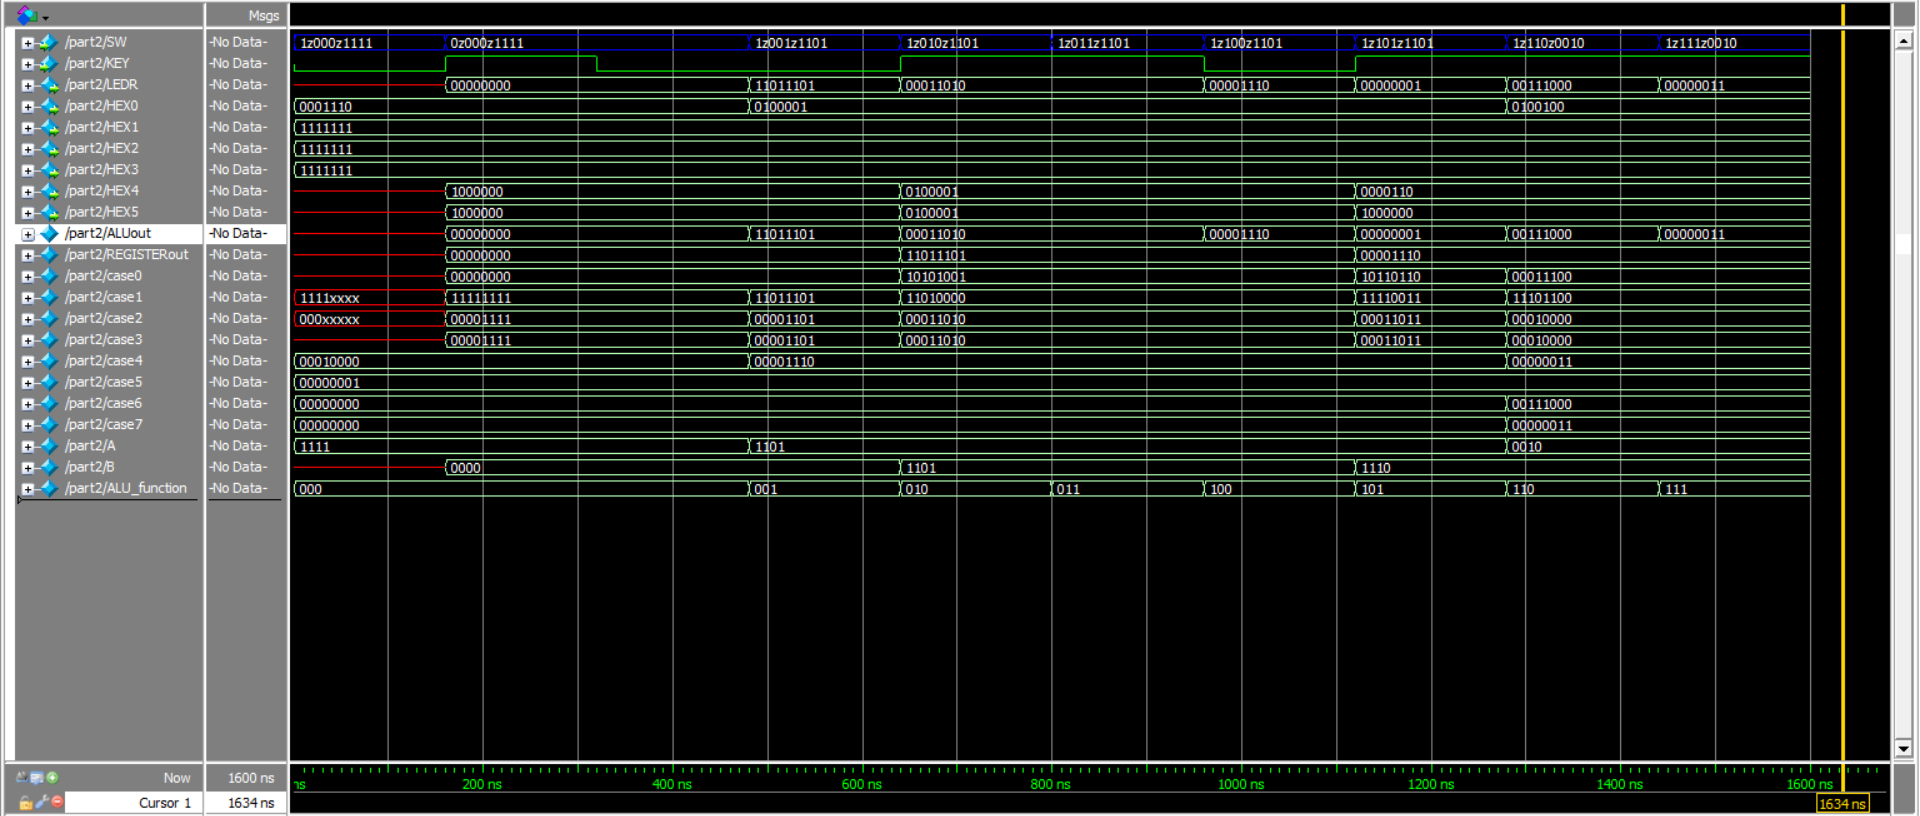 Msgs
/part2/SW -No Data- 1z000z1111 0z000z1111 1z001z1101 1z010z1101 1z011z1101 1z100z1101 1z101z1101 1z110z0010 1z111z0010
/part2/KEY -No Data-
/part2/LEDR -No Data- 00000000 11011101 00011010 00001110 00000001 00111000 00000011
/part2/HEX0 -No Data- 0001110 0100001 0100100
/part2/HEX1 -No Data- 1111111
/part2/HEX2 -No Data- 1111111
/part2/HEX3 -No Data- 1111111
/part2/HEX4 -No Data- 1000000 0100001 0000110
/part2/HEX5 -No Data- 1000000 0100001 1000000
/part2/ALUout -No Data- 00000000 11011101 00011010 00001110 00000001 00111000 00000011
/part2/REGISTERout -No Data- 00000000 11011101 00001110
/part2/case0 -No Data- 00000000 10101001 10110110 00011100
/part2/case1 -No Data- 1111xxxx 11111111 11011101 11010000 11110011 11101100
/part2/case2 -No Data- 000xxxxx 00001111 00001101 00011010 00011011 00010000
/part2/case3 -No Data- 00001111 00001101 00011010 00011011 00010000
/part2/case4 -No Data- 00010000 00001110 00000011
/part2/case5 -No Data- 00000001
/part2/case6 -No Data- 00000000 00111000
/part2/case7 -No Data- 00000000 00000011
/part2/A -No Data- 1111 1101 0010
/part2/B -No Data- 0000 1101 1110
/part2/ALU_function -No Data- 000 001 010 011 100 101 110 111
Now 1600 ns ns 200 ns 400 ns 600 ns 800 ns 1000 ns 1200 ns 1400 ns 1600 ns
Cursor 1 1634 ns 1634 ns